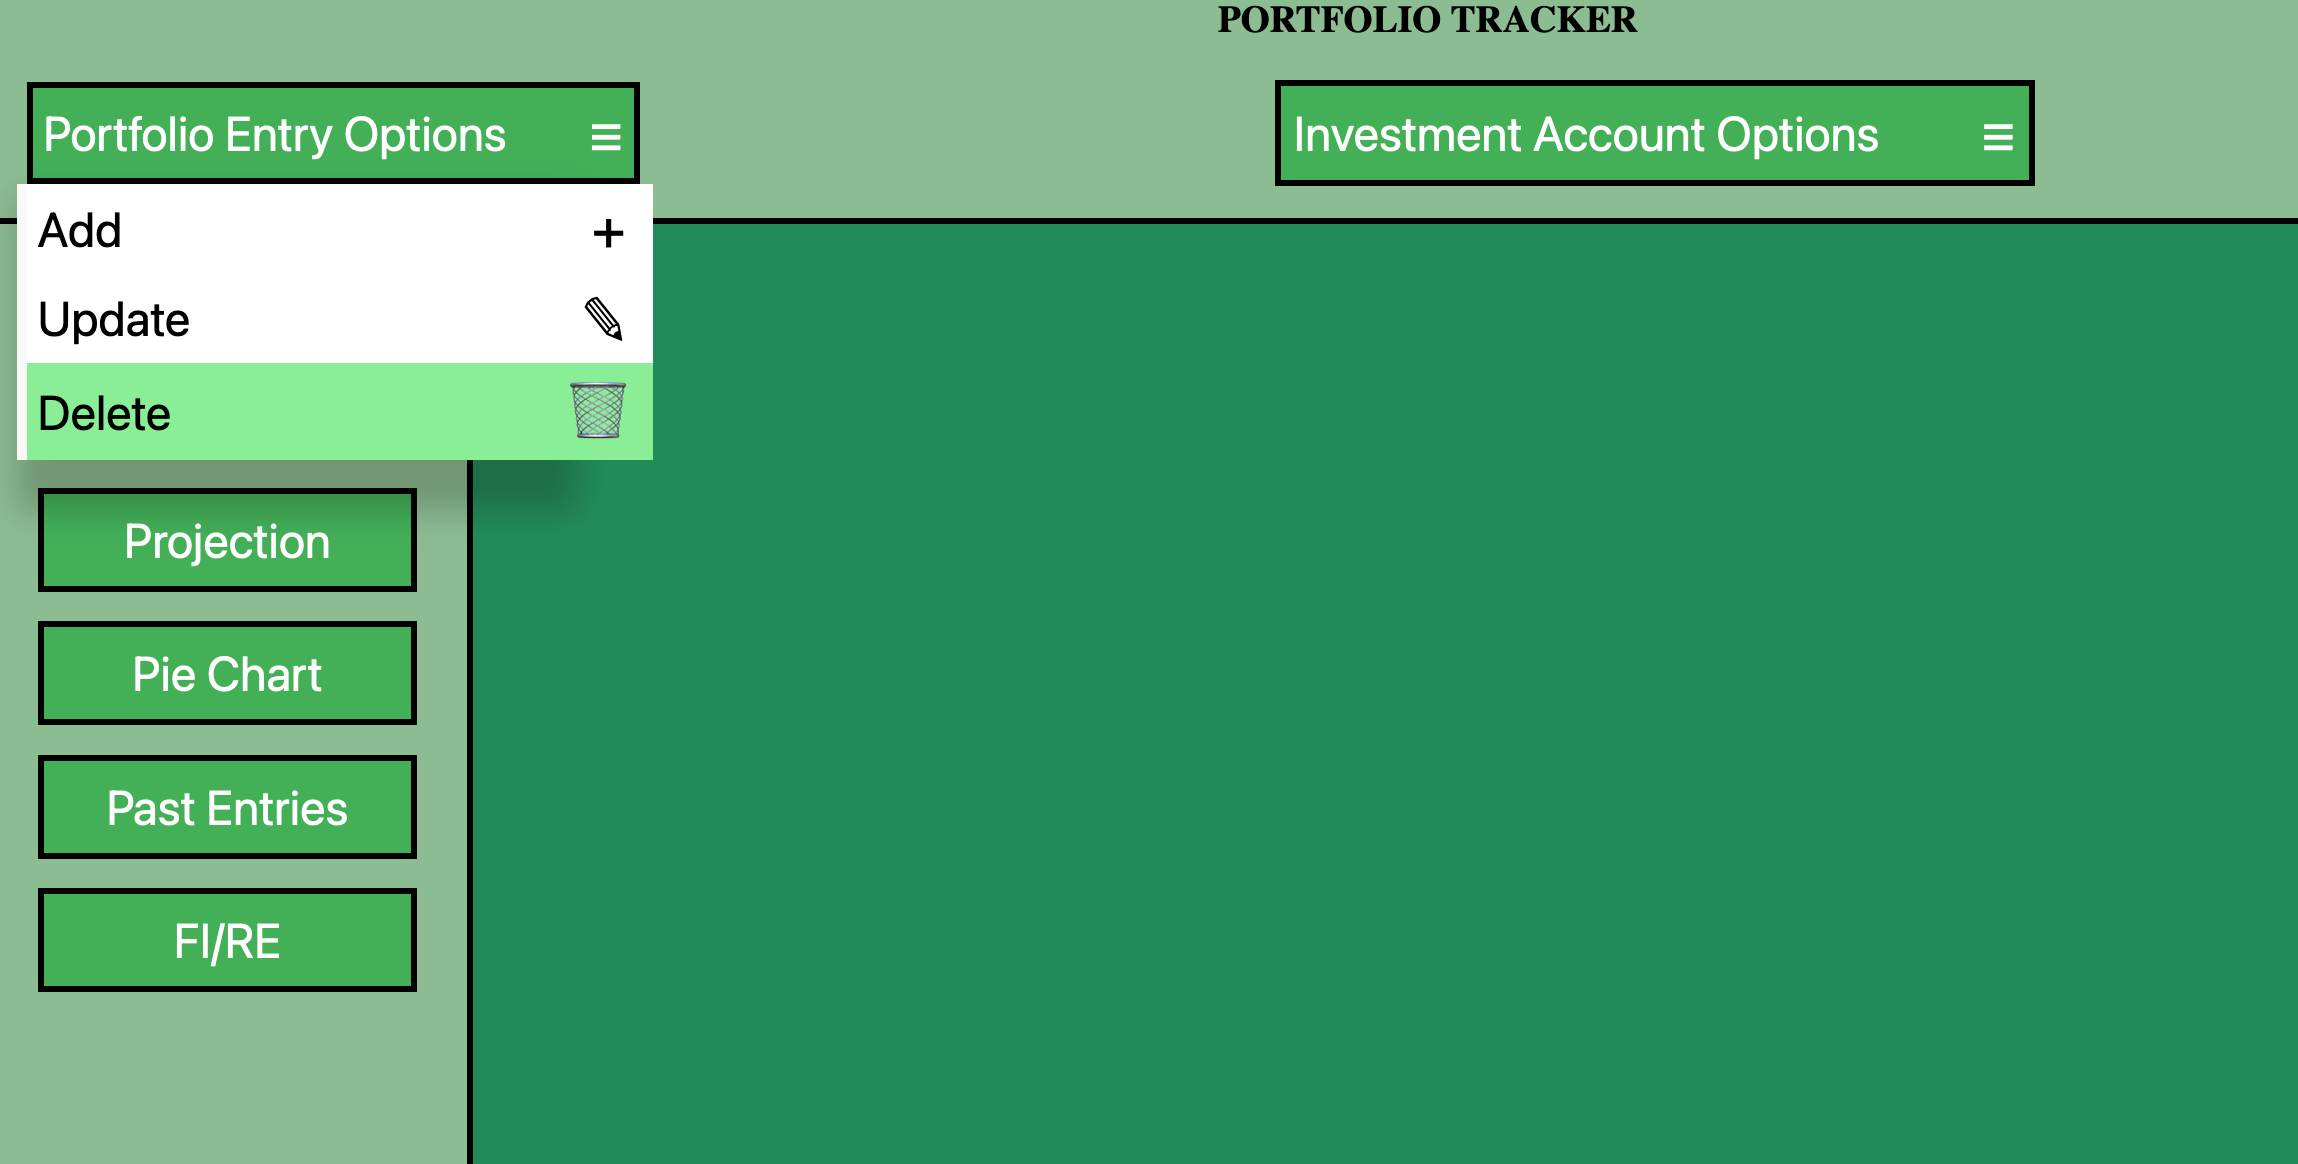 PORTFOLIO TRACKER
Portfolio Entry Options
Investment Account Options
Add
Update
Delete
Projection
Pie Chart
Past Entries
FI/RE